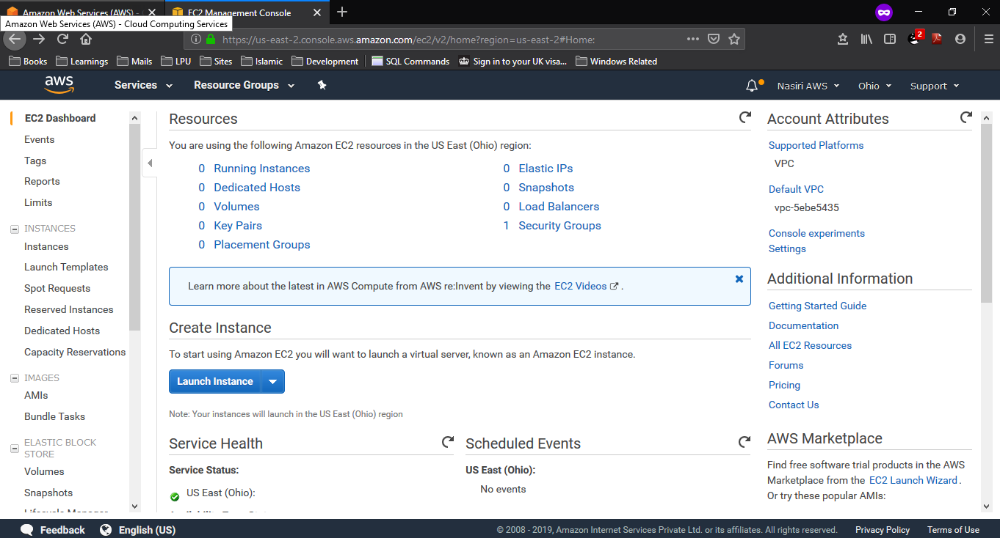 Amazon Web Services (AWS) -
EC2 Management Console
Amazon Web Services (AWS) - Cloud Computing Services
https://us-east-2.console.aws.amazon.com/ec2/v2/home?region=us-east-2#Home:
2
Books Learnings Mails LPU Sites Islamic Development SQL Commands Sign in to your UK visa... Windows Related
aws Services Resource Groups Nasiri AWS Ohio Support
EC2 Dashboard
Events
Tags
Reports
Limits
INSTANCES
Instances
Launch Templates
Spot Requests
Reserved Instances
Dedicated Hosts
Capacity Reservations
IMAGES
AMIs
Bundle Tasks
ELASTIC BLOCK
STORE
Volumes
Snapshots
Lifecycle Manager
Resources
You are using the following Amazon EC2 resources in the US East (Ohio) region:
0 Running Instances
0 Dedicated Hosts
0 Volumes
0 Key Pairs
0 Placement Groups
0 Elastic IPs
0 Snapshots
0 Load Balancers
1 Security Groups
Learn more about the latest in AWS Compute from AWS re:Invent by viewing the EC2 Videos .
Create Instance
To start using Amazon EC2 you will want to launch a virtual server, known as an Amazon EC2 instance.
Launch Instance
Note: Your instances will launch in the US East (Ohio) region
Service Health
Service Status:
US East (Ohio):
Scheduled Events
US East (Ohio):
No events
Account Attributes
Supported Platforms
VPC
Default VPC
vpc-5ebe5435
Console experiments
Settings
Additional Information
Getting Started Guide
Documentation
All EC2 Resources
Forums
Pricing
Contact Us
AWS Marketplace
Find free software trial products in the AWS
Marketplace from the EC2 Launch Wizard .
Or try these popular AMIs:
Feedback English (US) © 2008 - 2019, Amazon Internet Services Private Ltd. or its affiliates. All rights reserved. Privacy Policy Terms of Use